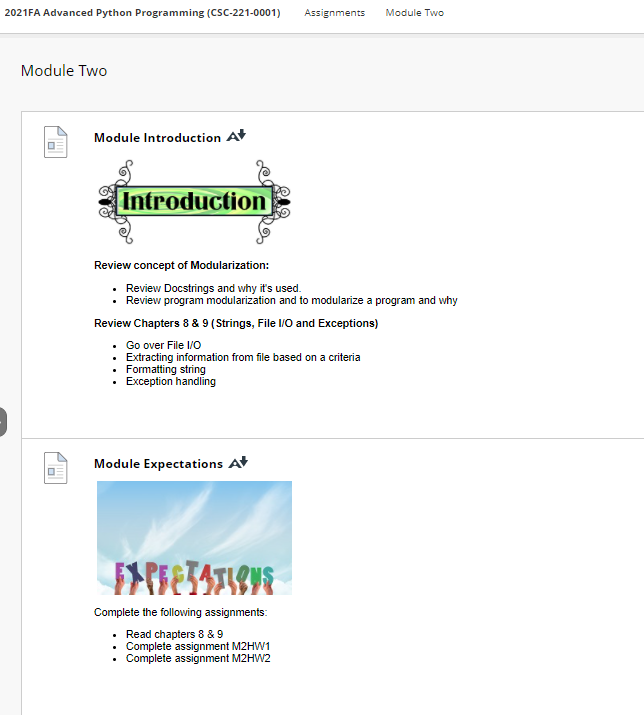 2021FA Advanced Python Programming (CSC-221-0001) Assignments Module Two
Module Two
Module Introduction
Introduction
Review concept of Modularization:
Review Docstrings and why it's used.
Review program modularization and to modularize a program and why
Review Chapters 8 & 9 (Strings, File I/O and Exceptions)
Go over File I/O
Extracting information from file based on a criteria
Formatting string
Exception handling
Module Expectations
EXPECTATIONS
Complete the following assignments:
Read chapters 8 & 9
Complete assignment M2HW1
Complete assignment M2HW2